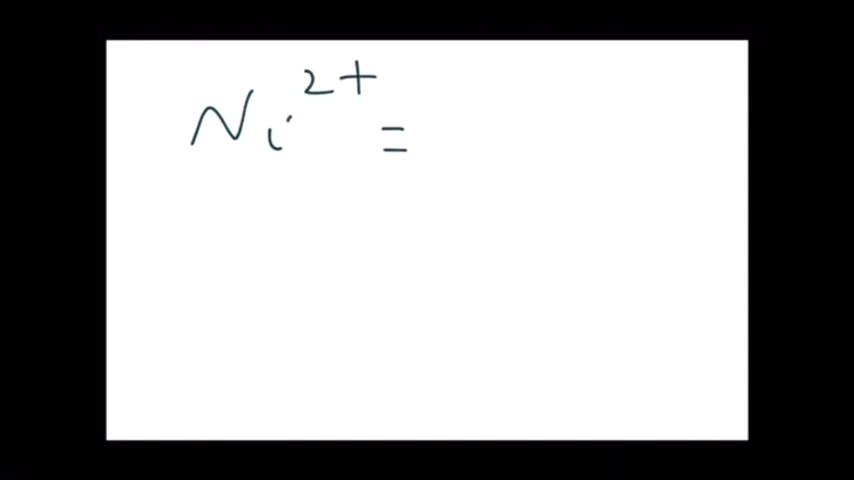 Ni²⁺ =